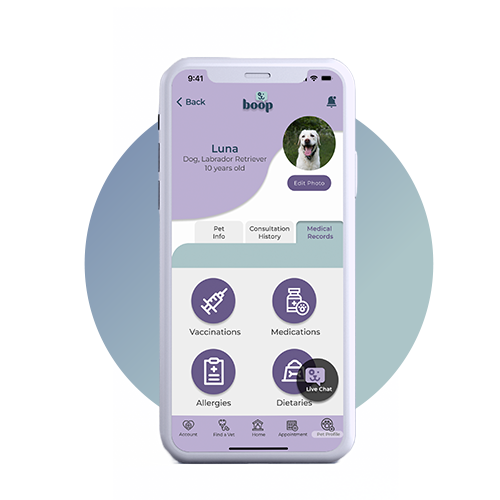 9:41
Back
boop
Luna
Dog, Labrador Retriever
10 years old
Edit Photo
Pet
Info
Consultation
History
Medical
Records
Vaccinations
Medications
Allergies
Dietaries
Live Chat
Account
Find a Vet
Home
Appointment
Pet Profile